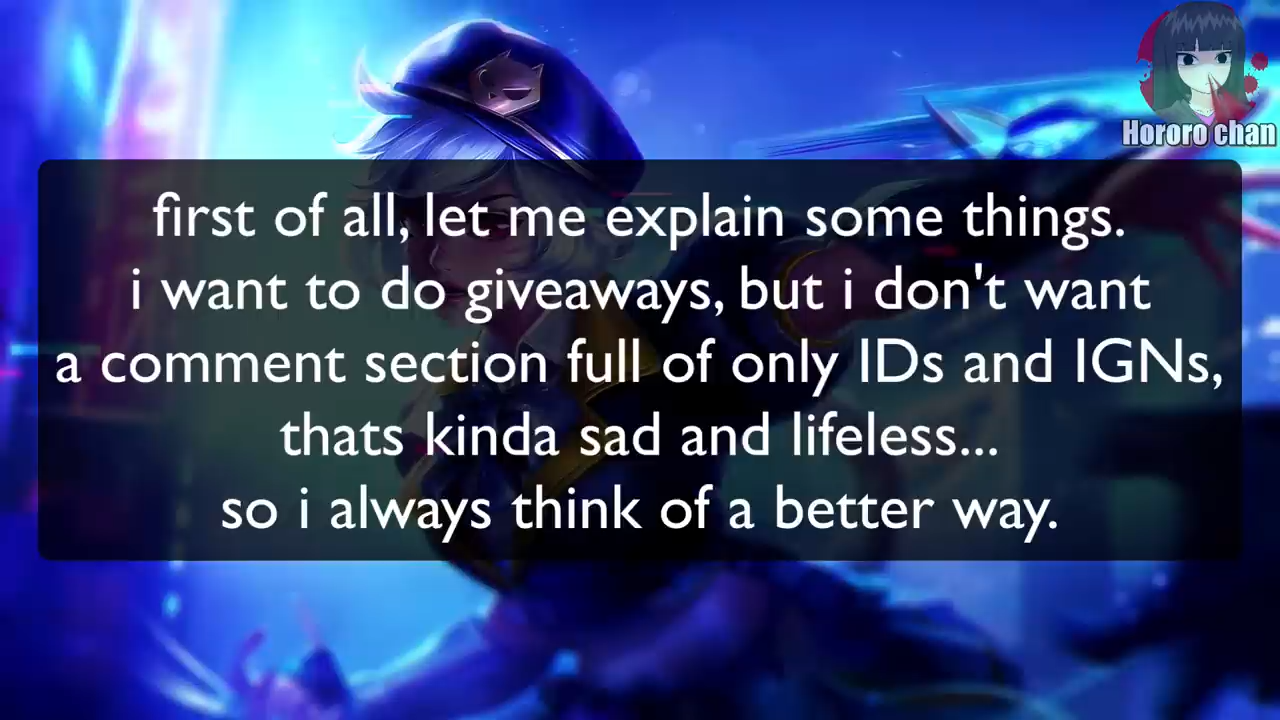 Hororo chan
first of all, let me explain some things.
i want to do giveaways, but i don't want
a comment section full of only IDs and IGNs,
thats kinda sad and lifeless...
so i always think of a better way.